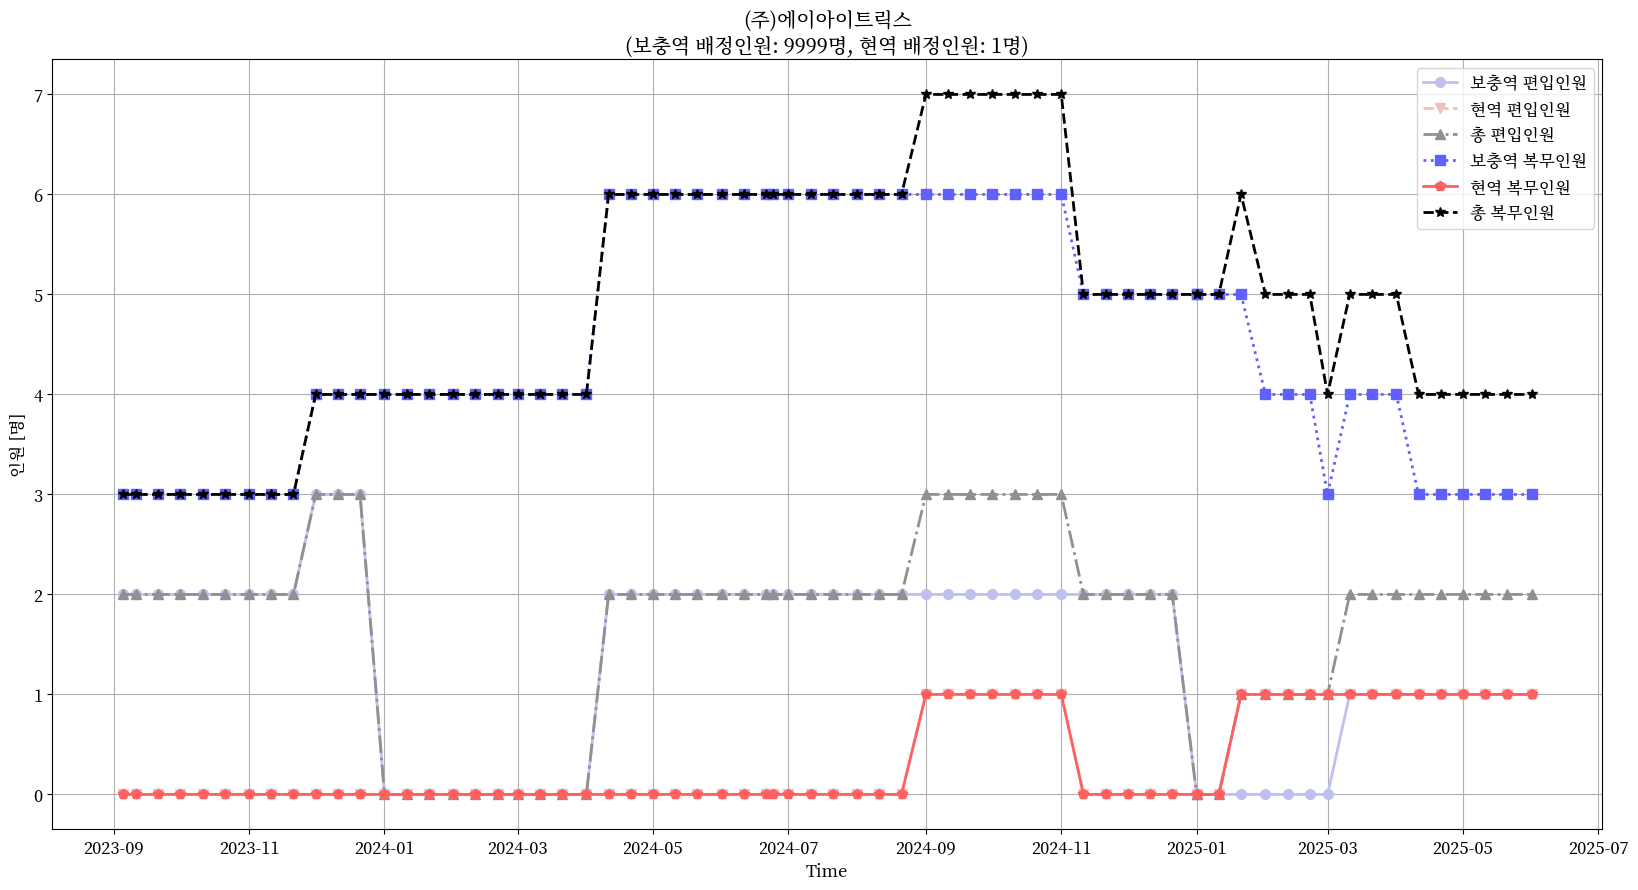 (주)에이아이트릭스
(보충역 배정인원: 9999명, 현역 배정인원: 1명)
보충역 편입인원
현역 편입인원
총 편입인원
보충역 복무인원
현역 복무인원
총 복무인원
인원 [명]
7
6
5
4
3
2
1
0
2023-09
2023-11
2024-01
2024-03
2024-05
2024-07
2024-09
2024-11
2025-01
2025-03
2025-05
2025-07
Time